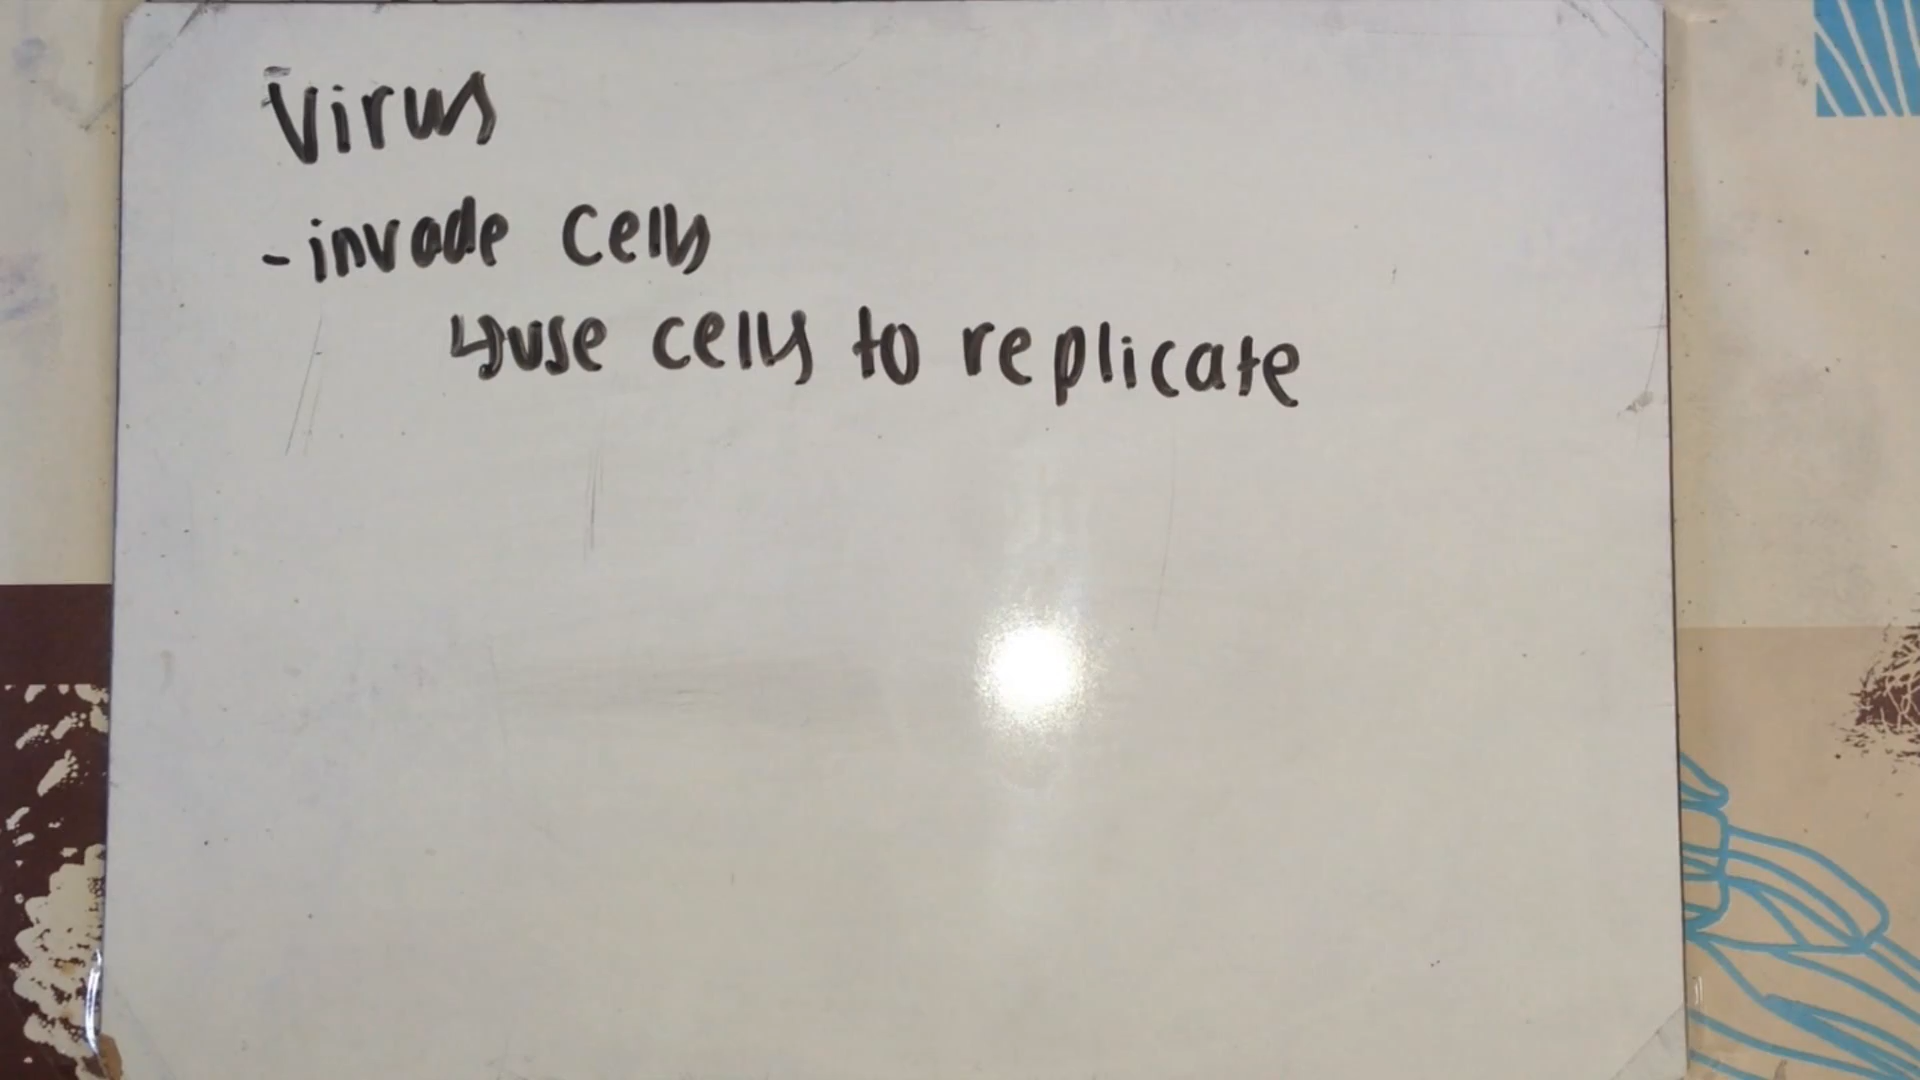 Virus
- invade cells
↳ use cells to replicate